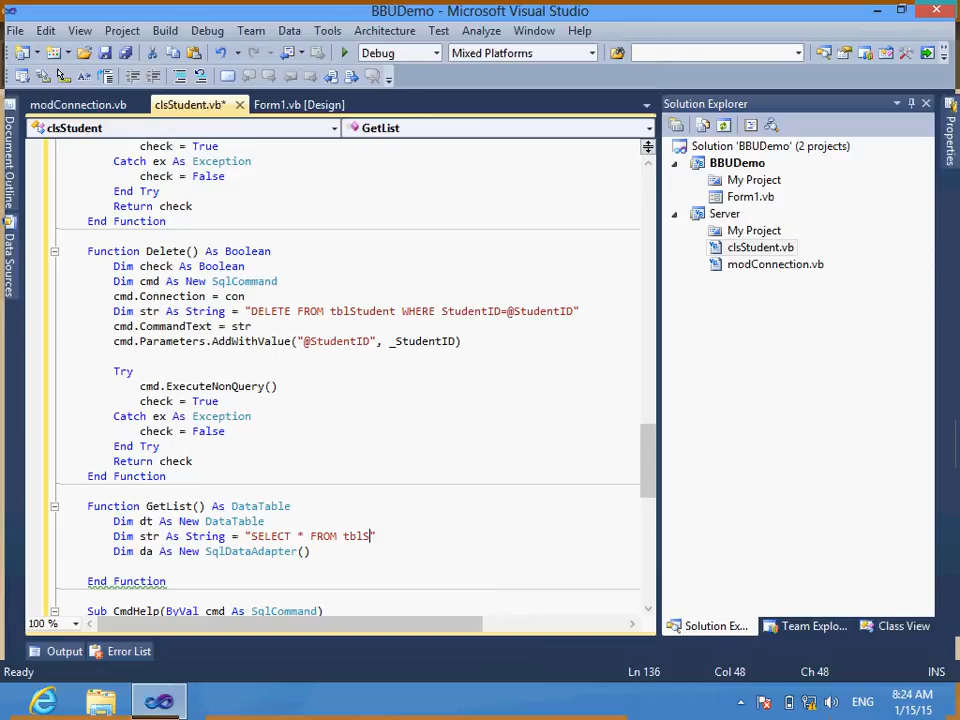 BBUDemo - Microsoft Visual Studio
File Edit View Project Build Debug Team Data Tools Architecture Test Analyze Window Help
Debug Mixed Platforms
modConnection.vb clsStudent.vb* Form1.vb [Design]
clsStudent GetList
check = True
Catch ex As Exception
check = False
End Try
Return check
End Function
Function Delete() As Boolean
Dim check As Boolean
Dim cmd As New SqlCommand
cmd.Connection = con
Dim str As String = "DELETE FROM tblStudent WHERE StudentID=@StudentID"
cmd.CommandText = str
cmd.Parameters.AddWithValue("@StudentID", _StudentID)
Try
cmd.ExecuteNonQuery()
check = True
Catch ex As Exception
check = False
End Try
Return check
End Function
Function GetList() As DataTable
Dim dt As New DataTable
Dim str As String = "SELECT * FROM tblS"
Dim da As New SqlDataAdapter()
End Function
Sub CmdHelp(ByVal cmd As SqlCommand)
100 %
Document Outline
Data Sources
Solution Explorer
Solution 'BBUDemo' (2 projects)
BBUDemo
My Project
Form1.vb
Server
My Project
clsStudent.vb
modConnection.vb
Properties
Solution Ex... Team Explo... Class View
Output Error List
Ready Ln 136 Col 48 Ch 48 INS
ENG 8:24 AM
1/15/15